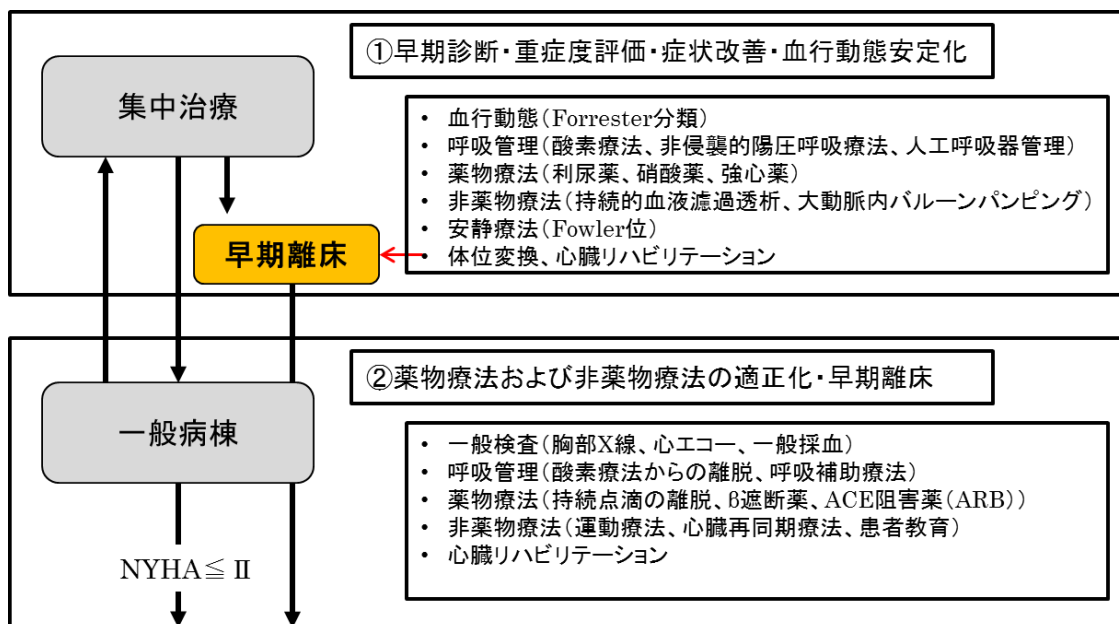 ①早期診断・重症度評価・症状改善・血行動態安定化
集中治療
• 血行動態(Forrester分類)
• 呼吸管理(酸素療法、非侵襲的陽圧呼吸療法、人工呼吸器管理)
• 薬物療法(利尿薬、硝酸薬、強心薬)
• 非薬物療法(持続的血液濾過透析、大動脈内バルーンパンピング)
• 安静療法(Fowler位)
• 体位変換、心臓リハビリテーション
早期離床
②薬物療法および非薬物療法の適正化・早期離床
一般病棟
• 一般検査(胸部X線、心エコー、一般採血)
• 呼吸管理(酸素療法からの離脱、呼吸補助療法)
• 薬物療法(持続点滴の離脱、β遮断薬、ACE阻害薬(ARB))
• 非薬物療法(運動療法、心臓再同期療法、患者教育)
• 心臓リハビリテーション
NYHA≦Ⅱ